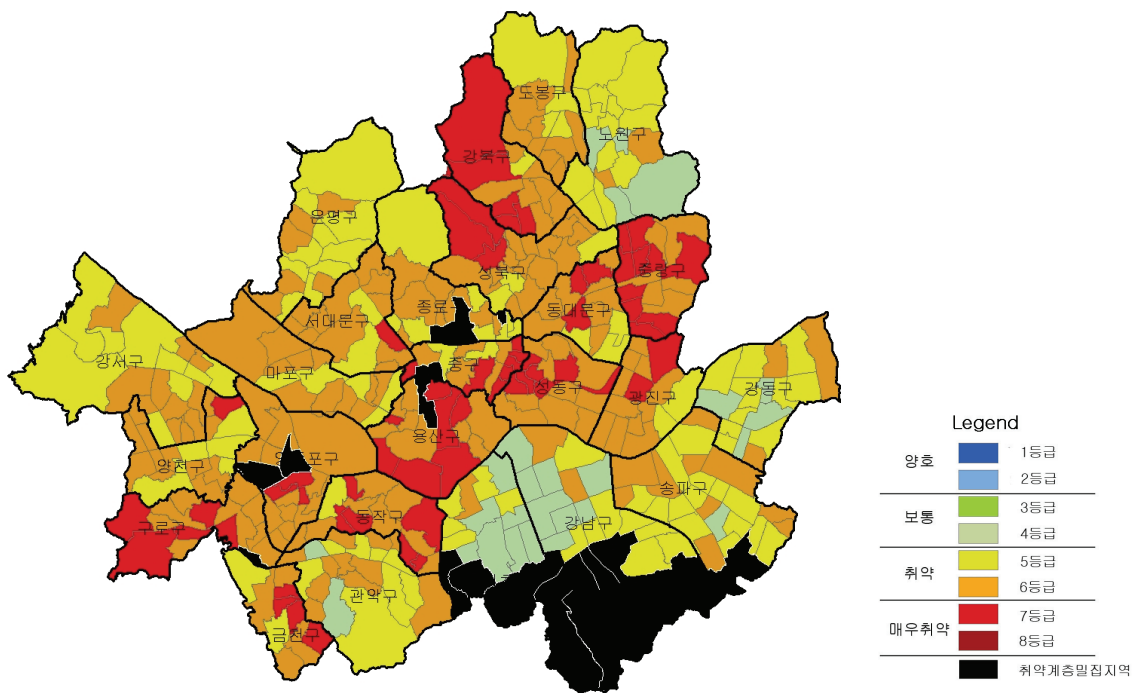 도봉구
노원구
강북구
은평구
중랑구
성북구
종로구
동대문구
서대문구
강서구
마포구
중구
성동구
광진구
강동구
용산구
양천구
송파구
동작구
강남구
구로구
관악구
금천구
Legend
양호
1등급
2등급
보통
3등급
4등급
취약
5등급
6등급
매우취약
7등급
8등급
취약계층밀집지역